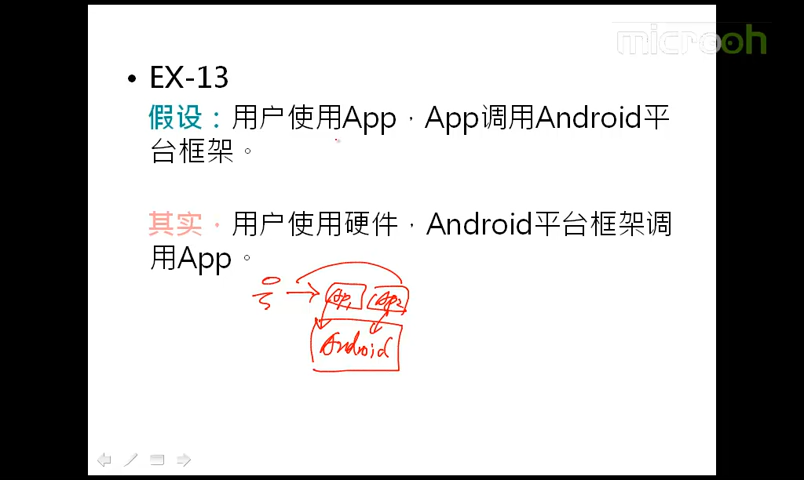 microoh
• EX-13
假设：用户使用App，App调用Android平
台框架。
其实，用户使用硬件，Android平台框架调
用App。
App1 App2
Android